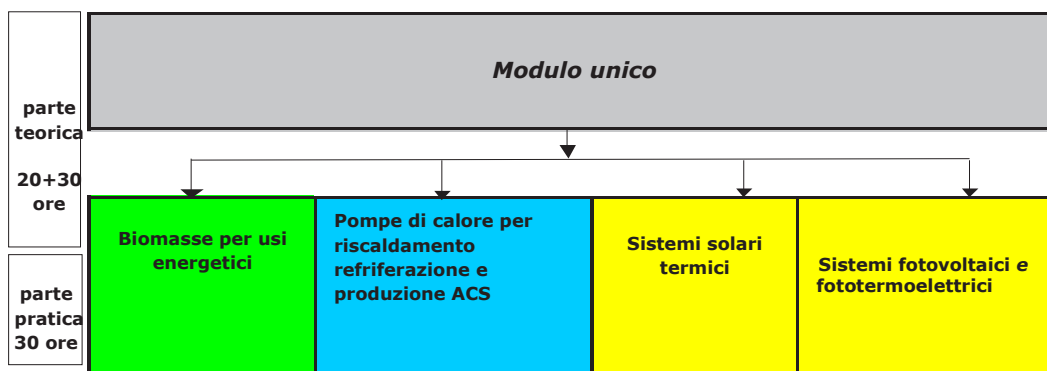 Modulo unico
parte
teorica
20+30
ore
Biomasse per usi
energetici
Pompe di calore per
riscaldamento
refriferazione e
produzione ACS
Sistemi solari
termici
Sistemi fotovoltaici e
fototermoelettrici
parte
pratica
30 ore